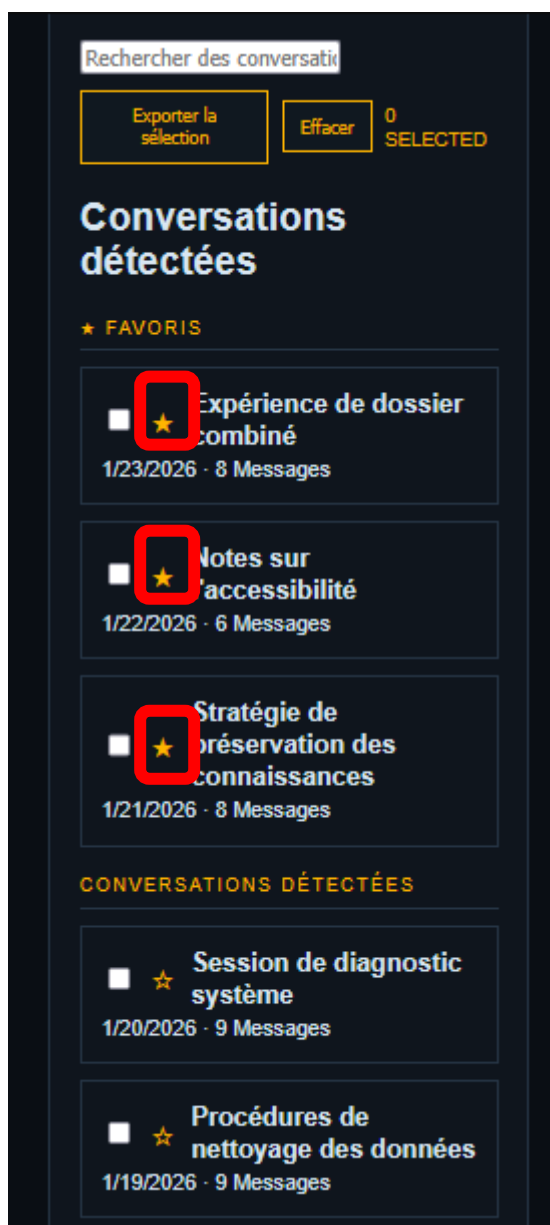 Rechercher des conversatio
Exporter la
sélection
Effacer
0
SELECTED
Conversations
détectées
★ FAVORIS
★ Expérience de dossier
combiné
1/23/2026 · 8 Messages
★ Notes sur
l'accessibilité
1/22/2026 · 6 Messages
★ Stratégie de
préservation des
connaissances
1/21/2026 · 8 Messages
CONVERSATIONS DÉTECTÉES
☆ Session de diagnostic
système
1/20/2026 · 9 Messages
☆ Procédures de
nettoyage des données
1/19/2026 · 9 Messages